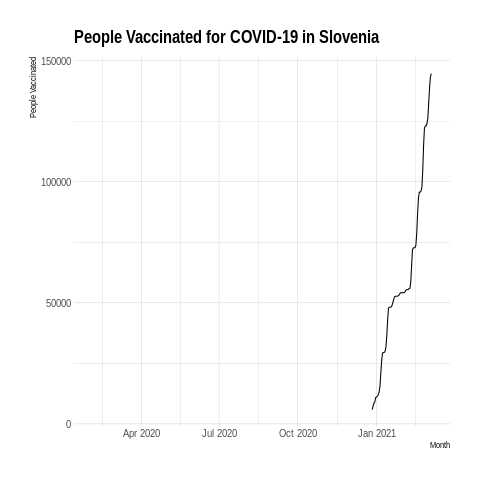 People Vaccinated for COVID-19 in Slovenia
People Vaccinated
150000
100000
50000
0
Apr 2020 Jul 2020 Oct 2020 Jan 2021
Month